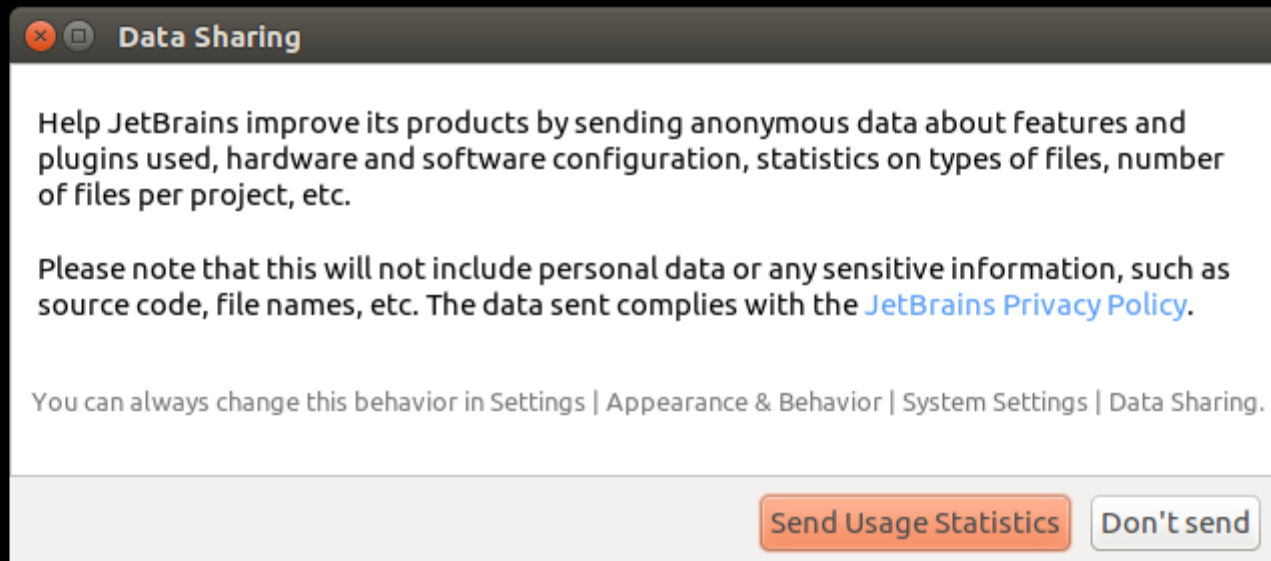 Data Sharing
Help JetBrains improve its products by sending anonymous data about features and
plugins used, hardware and software configuration, statistics on types of files, number
of files per project, etc.
Please note that this will not include personal data or any sensitive information, such as
source code, file names, etc. The data sent complies with the JetBrains Privacy Policy.
You can always change this behavior in Settings | Appearance & Behavior | System Settings | Data Sharing.
Send Usage Statistics Don't send